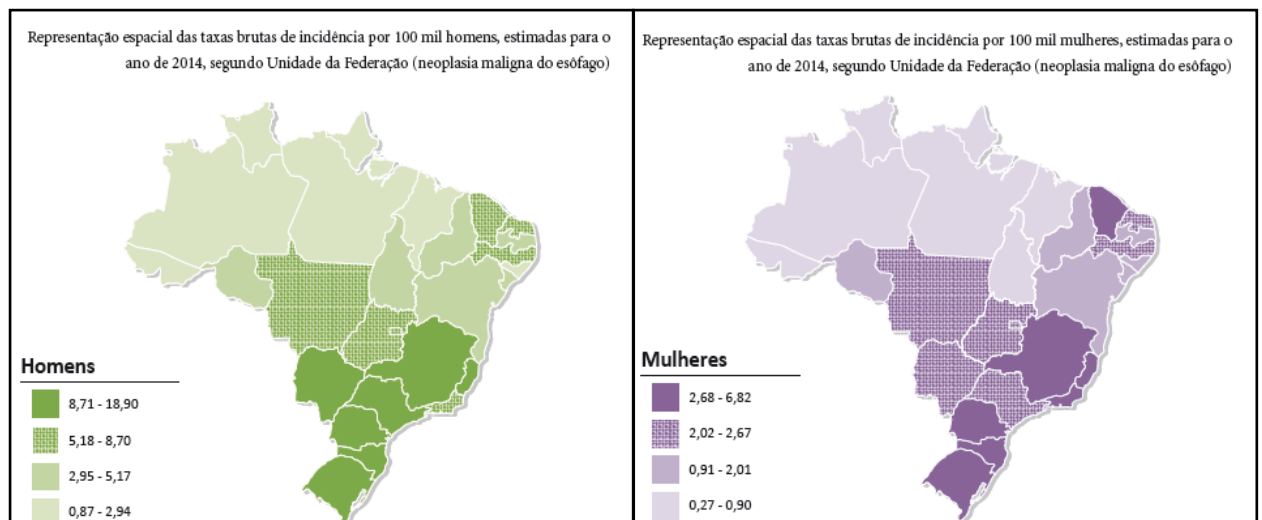 Representação espacial das taxas brutas de incidência por 100 mil homens, estimadas para o
ano de 2014, segundo Unidade da Federação (neoplasia maligna do esôfago)
Homens
8,71 - 18,90
5,18 - 8,70
2,95 - 5,17
0,87 - 2,94
Representação espacial das taxas brutas de incidência por 100 mil mulheres, estimadas para o
ano de 2014, segundo Unidade da Federação (neoplasia maligna do esôfago)
Mulheres
2,68 - 6,82
2,02 - 2,67
0,91 - 2,01
0,27 - 0,90